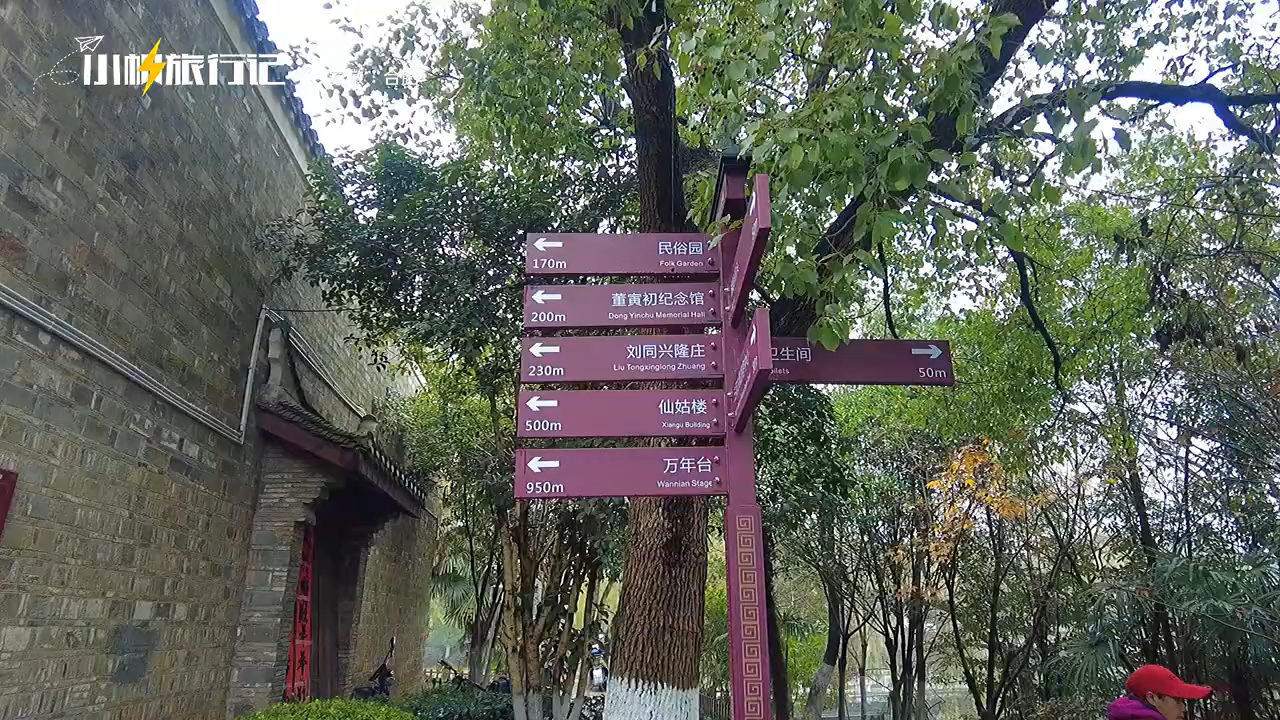 小畅旅行记
民俗园
170m
Folk Garden
董寅初纪念馆
200m
Dong Yinchu Memorial Hall
刘同兴隆庄
230m
Liu Tongxinglong Zhuang
卫生间
50m
仙姑楼
500m
Xiangu Building
万年台
950m
Wannian Stage